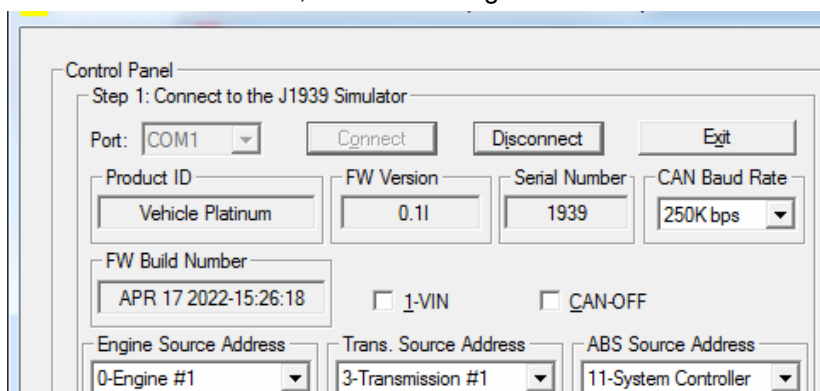 Control Panel
Step 1: Connect to the J1939 Simulator
Port: COM1 Connect Disconnect Exit
Product ID FW Version Serial Number CAN Baud Rate
Vehicle Platinum 0.1I 1939 250K bps
FW Build Number
APR 17 2022-15:26:18 1-VIN CAN-OFF
Engine Source Address Trans. Source Address ABS Source Address
0-Engine #1 3-Transmission #1 11-System Controller